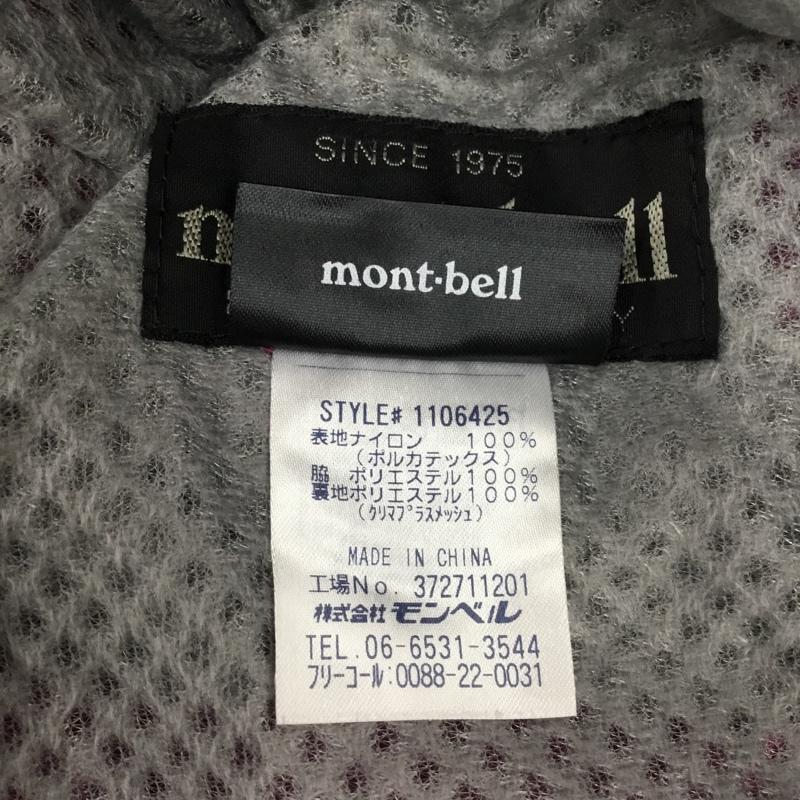 SINCE 1975
mont-bell
STYLE# 1106425
表地ナイロン 100%
(ポルカテックス)
脇 ポリエステル100%
裏地ポリエステル100%
(クリマプラスメッシュ)
MADE IN CHINA
工場No. 372711201
株式会社 モンベル
TEL.06-6531-3544
フリーコール:0088-22-0031